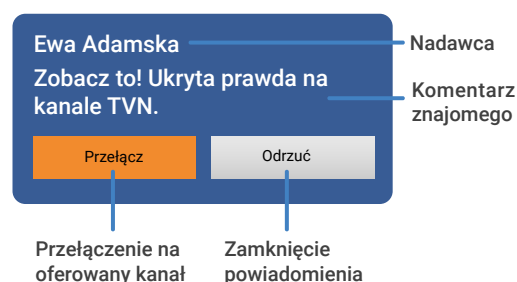 Ewa Adamska
Nadawca
Zobacz to! Ukryta prawda na
kanale TVN.
Komentarz
znajomego
Przełącz
Odrzuć
Przełączenie na
oferowany kanał
Zamknięcie
powiadomienia